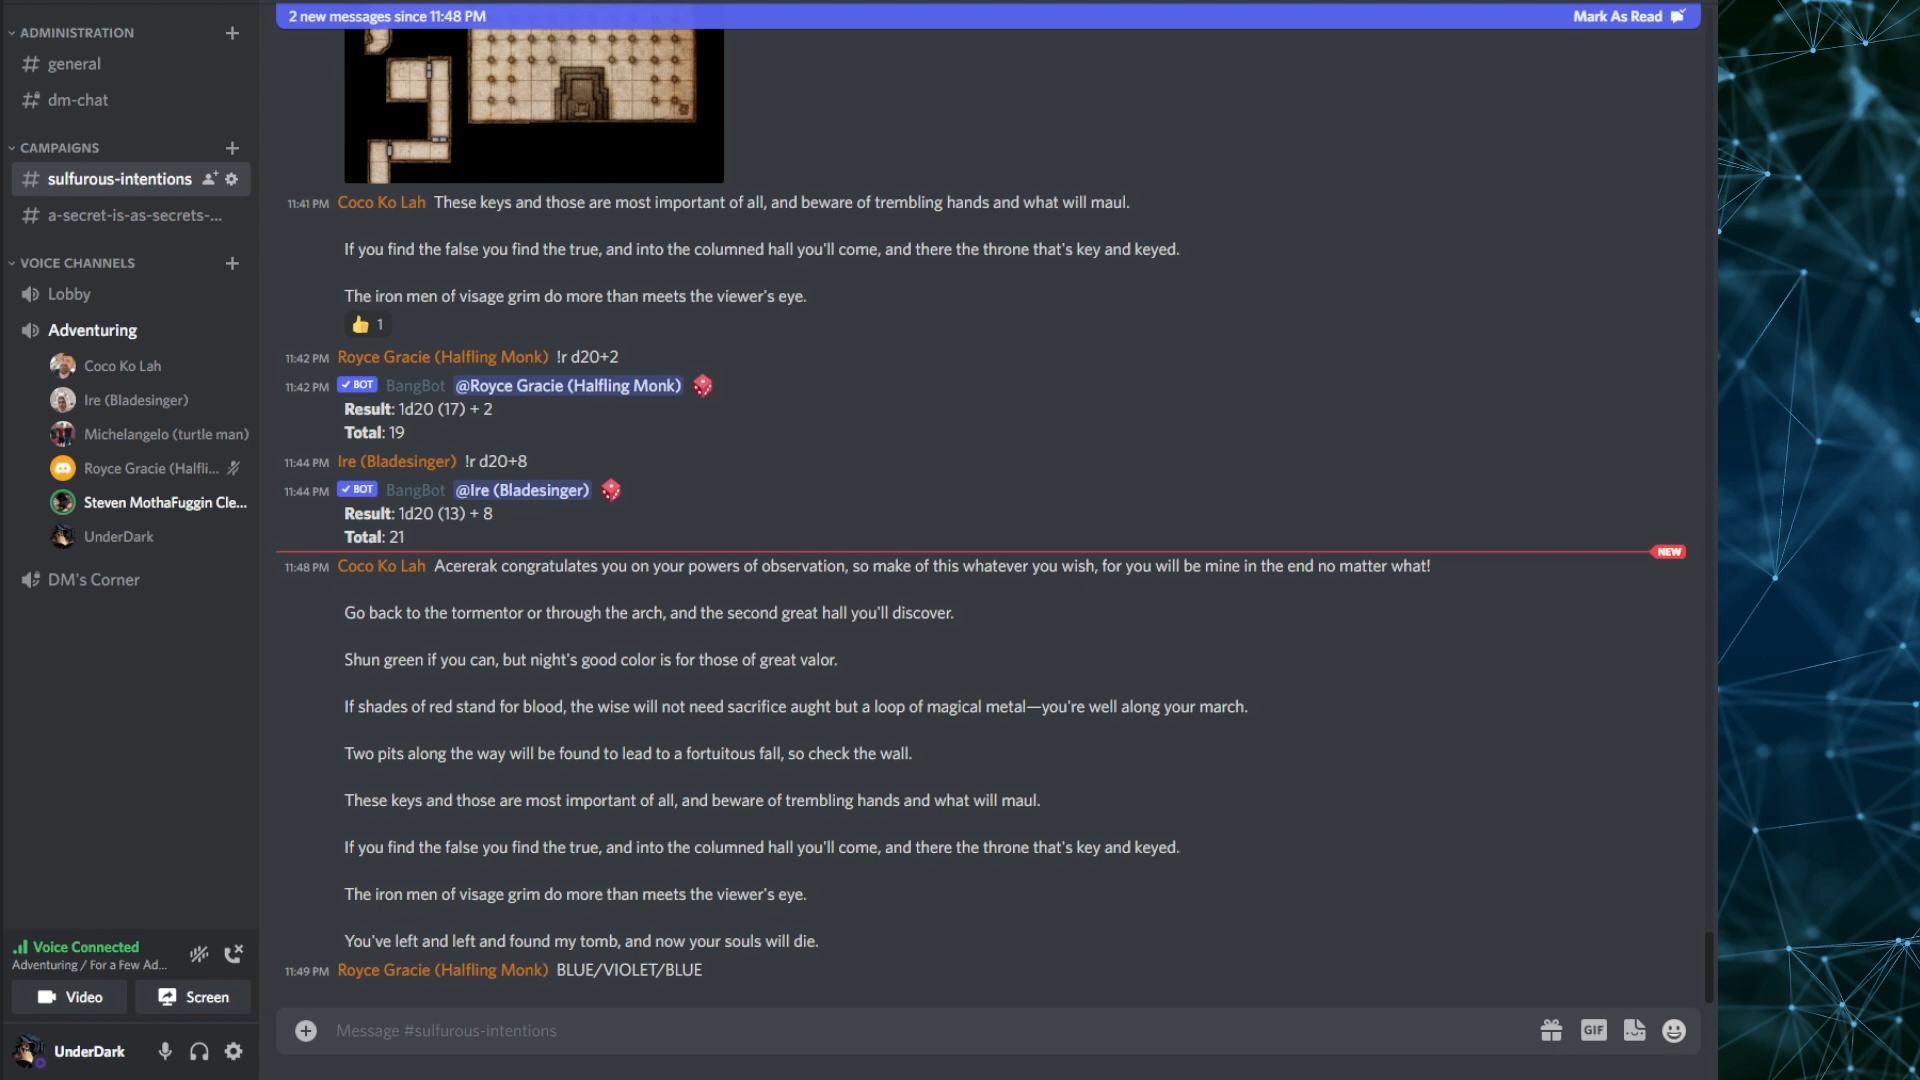 ADMINISTRATION
general
dm-chat
CAMPAIGNS
sulfurous-intentions
a-secret-is-as-secrets-...
VOICE CHANNELS
Lobby
Adventuring
Coco Ko Lah
Ire (Bladesinger)
Michelangelo (turtle man)
Royce Gracie (Halfli...
Steven MothaFuggin Cle...
UnderDark
DM's Corner
Voice Connected
Adventuring / For a Few Ad...
Video
Screen
UnderDark
2 new messages since 11:48 PM
Mark As Read
11:41 PM Coco Ko Lah These keys and those are most important of all, and beware of trembling hands and what will maul.
If you find the false you find the true, and into the columned hall you'll come, and there the throne that's key and keyed.
The iron men of visage grim do more than meets the viewer's eye.
1
11:42 PM Royce Gracie (Halfling Monk) !r d20+2
11:42 PM BOT BangBot @Royce Gracie (Halfling Monk)
Result: 1d20 (17) + 2
Total: 19
11:44 PM Ire (Bladesinger) !r d20+8
11:44 PM BOT BangBot @Ire (Bladesinger)
Result: 1d20 (13) + 8
Total: 21
NEW
11:48 PM Coco Ko Lah Acererak congratulates you on your powers of observation, so make of this whatever you wish, for you will be mine in the end no matter what!
Go back to the tormentor or through the arch, and the second great hall you'll discover.
Shun green if you can, but night's good color is for those of great valor.
If shades of red stand for blood, the wise will not need sacrifice aught but a loop of magical metal—you're well along your march.
Two pits along the way will be found to lead to a fortuitous fall, so check the wall.
These keys and those are most important of all, and beware of trembling hands and what will maul.
If you find the false you find the true, and into the columned hall you'll come, and there the throne that's key and keyed.
The iron men of visage grim do more than meets the viewer's eye.
You've left and left and found my tomb, and now your souls will die.
11:49 PM Royce Gracie (Halfling Monk) BLUE/VIOLET/BLUE
Message #sulfurous-intentions
GIF